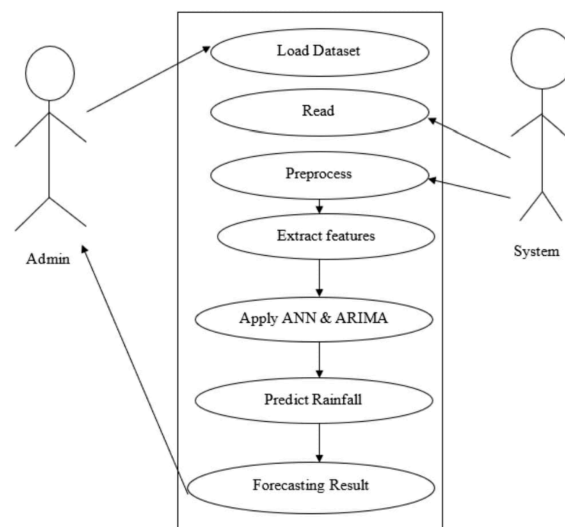 Load Dataset
Read
Preprocess
Extract features
Admin
System
Apply ANN & ARIMA
Predict Rainfall
Forecasting Result